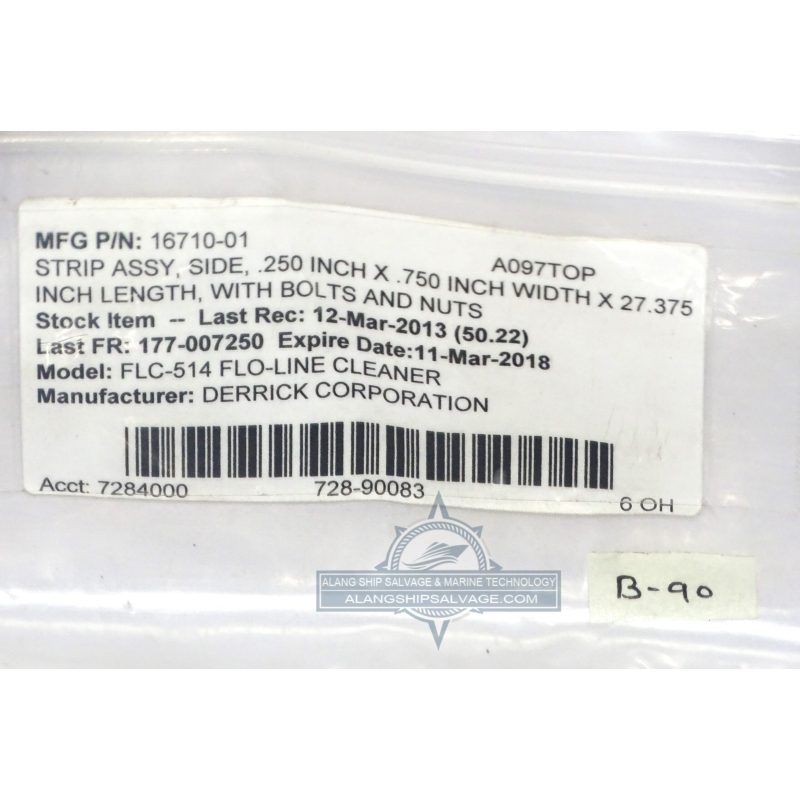 MFG P/N: 16710-01
A097TOP
STRIP ASSY, SIDE, .250 INCH X .750 INCH WIDTH X 27.375
INCH LENGTH, WITH BOLTS AND NUTS
Stock Item -- Last Rec: 12-Mar-2013 (50.22)
Last FR: 177-007250 Expire Date:11-Mar-2018
Model: FLC-514 FLO-LINE CLEANER
Manufacturer: DERRICK CORPORATION
Acct: 7284000 728-90083 6 OH
ALANG SHIP SALVAGE & MARINE TECHNOLOGY
ALANGSHIPSALVAGE.COM
B-90